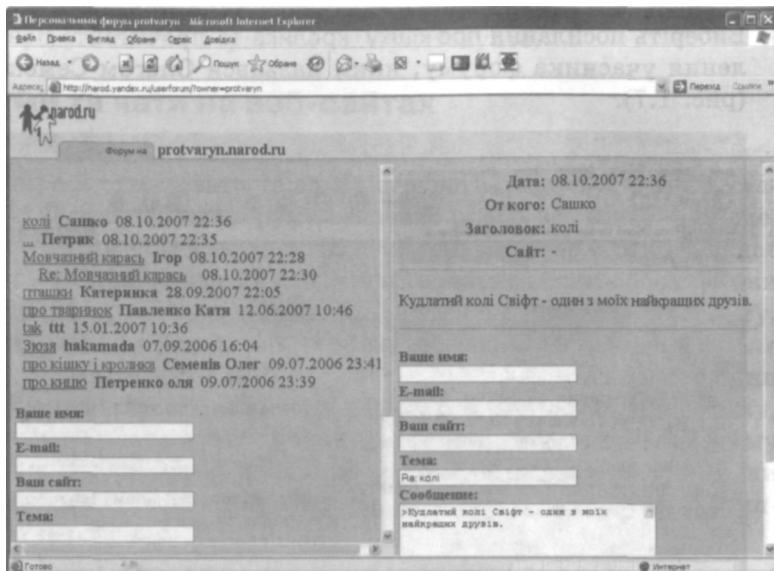 Персональный форум protvaryn - Microsoft Internet Explorer
Файл Правка Вигляд Обране Сервіс Довідка
Назад Пошук Обране
Адреса: http://narod.yandex.ru/userforum/?owner=protvaryn Перехід Ссылки
narod.ru
Форум на protvaryn.narod.ru
колі Сашко 08.10.2007 22:36
... Петрик 08.10.2007 22:35
Мовчазний карась Ігор 08.10.2007 22:28
Re: Мовчазний карась 08.10.2007 22:30
пташки Катеринка 28.09.2007 22:05
про тваринок Павленко Катя 12.06.2007 10:46
tak ttt 15.01.2007 10:36
Зюзя hakamada 07.09.2006 16:04
про кішку і кролика Семенів Олег 09.07.2006 23:41
про кицю Петренко оля 09.07.2006 23:39
Ваше имя:
E-mail:
Ваш сайт:
Тема:
Дата: 08.10.2007 22:36
От кого: Сашко
Заголовок: колі
Сайт: -
Кудлатий колі Свіфт - один з моїх найкращих друзів.
Ваше имя:
E-mail:
Ваш сайт:
Тема:
Re: колі
Сообщение:
>Кудлатий колі Свіфт - один з моїх
найкращих друзів.
Готово
Интернет